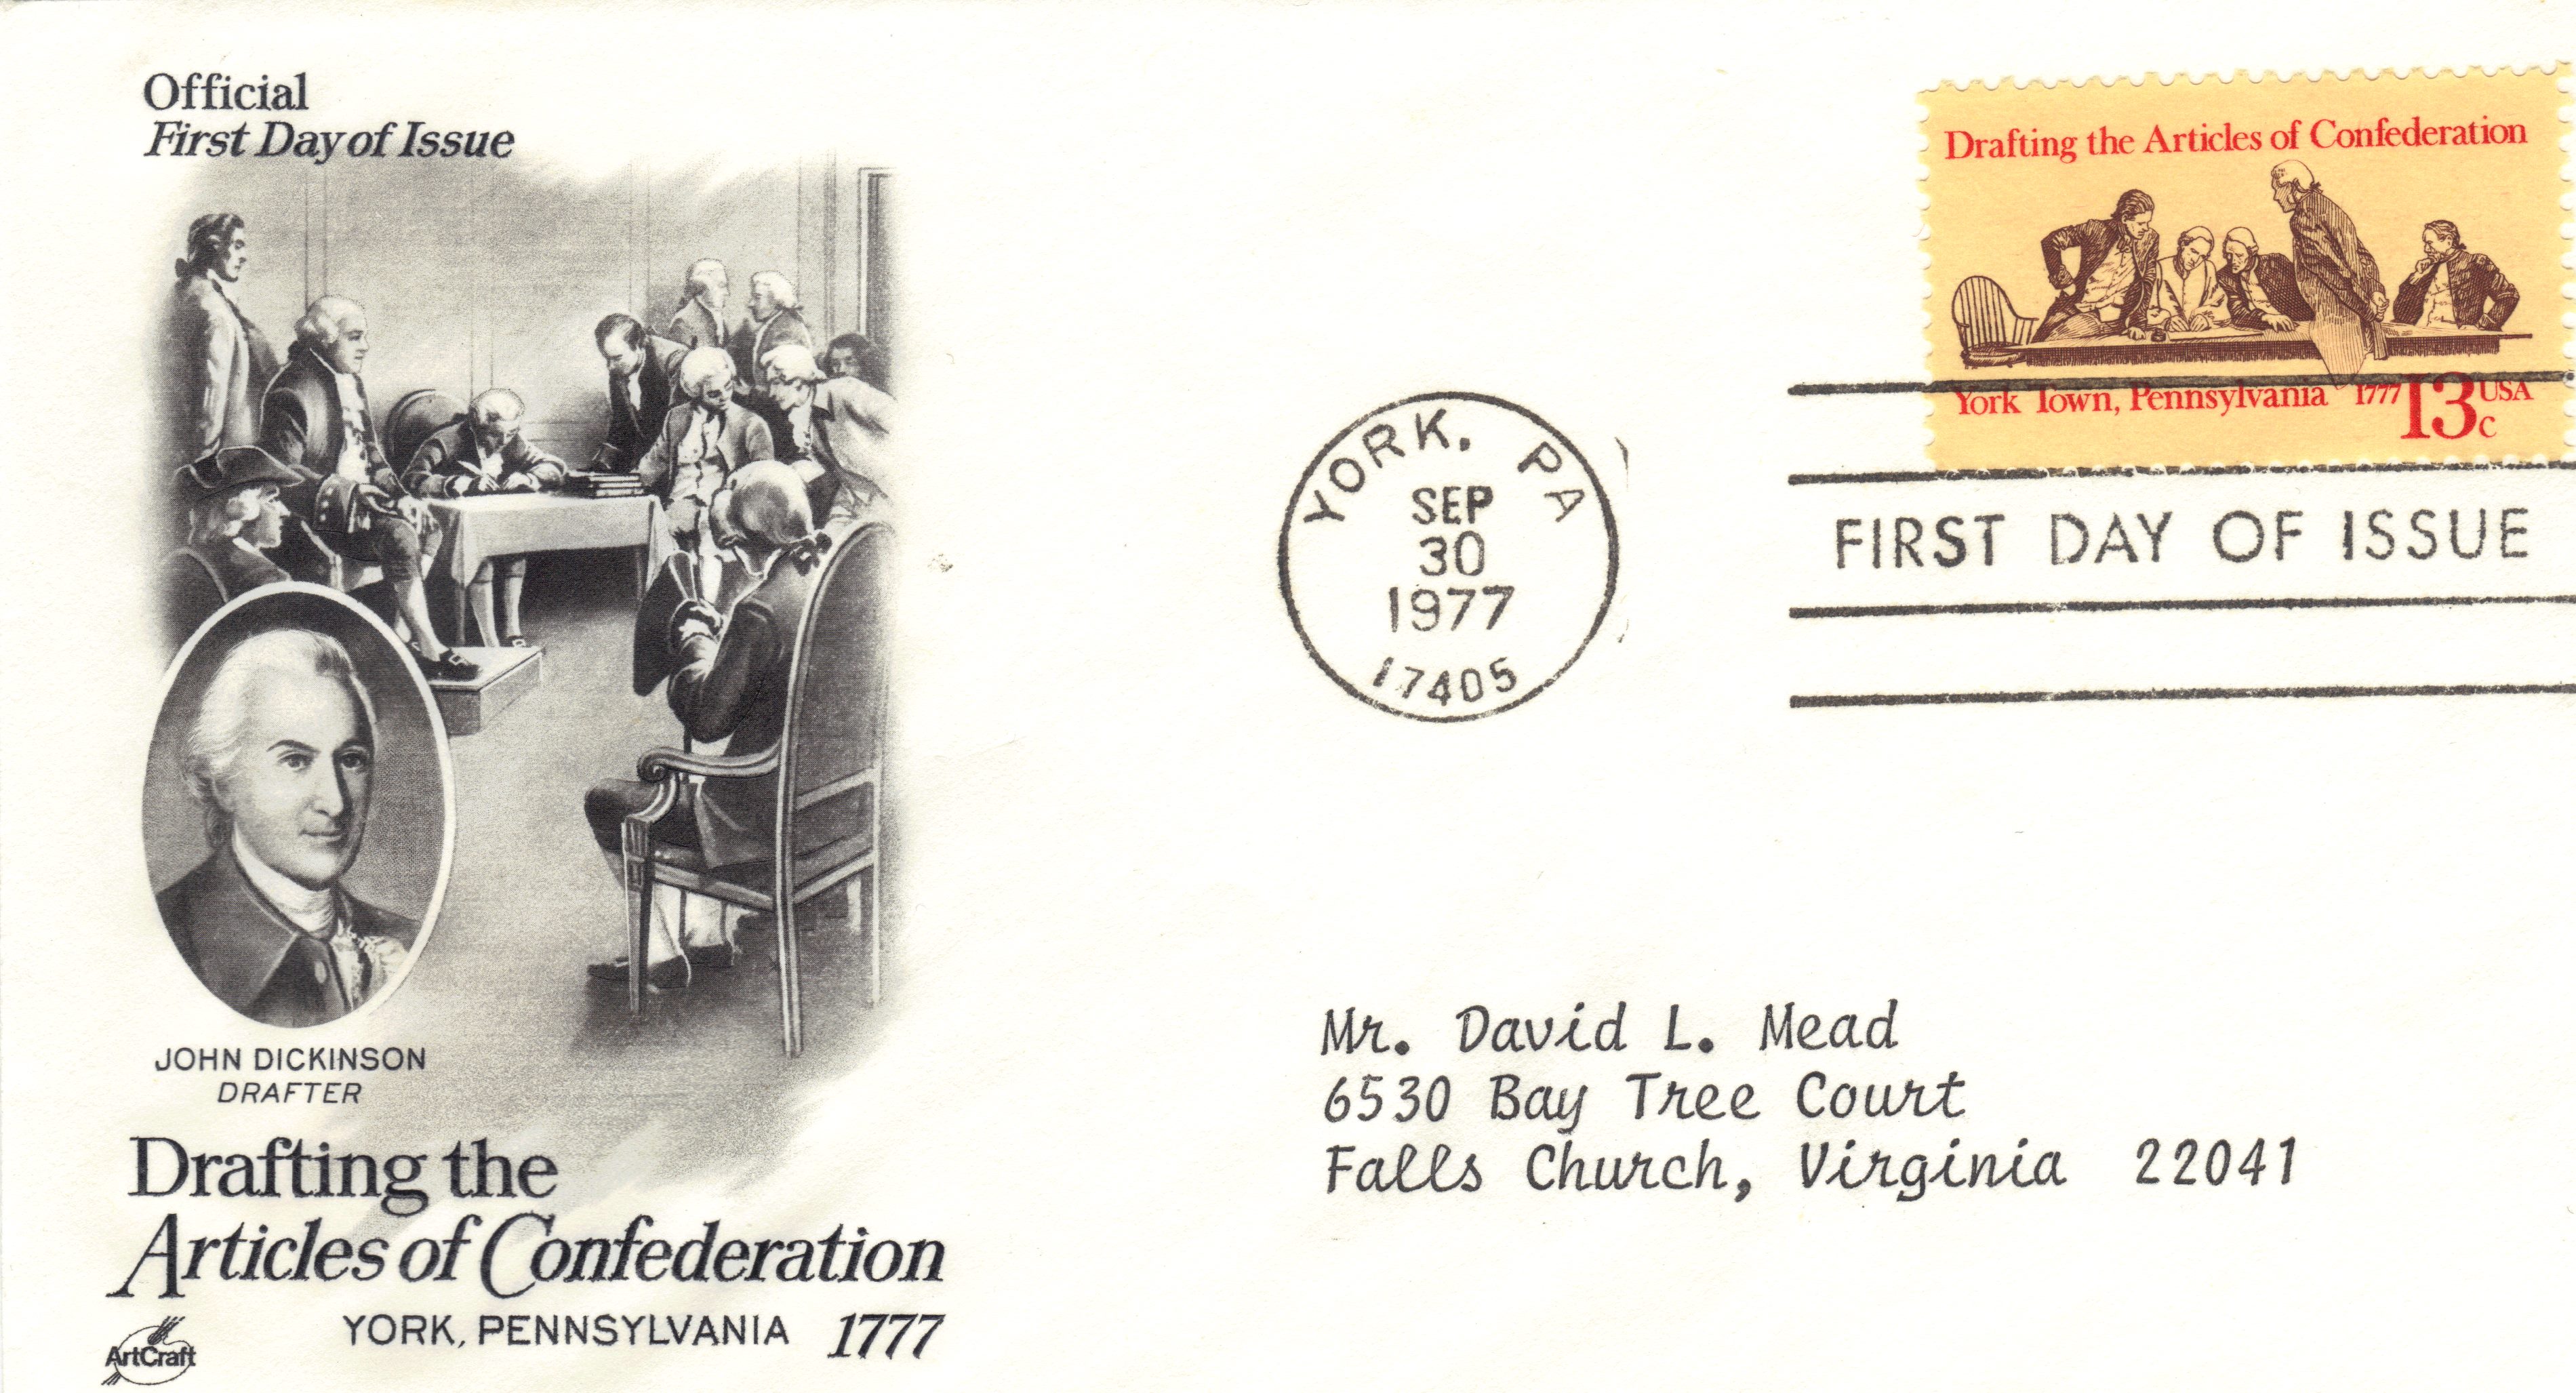 Official
First Day of Issue
JOHN DICKINSON
DRAFTER
Drafting the
Articles of Confederation
YORK, PENNSYLVANIA 1777
ArtCraft
YORK, PA
SEP
30
1977
17405
Drafting the Articles of Confederation
York Town, Pennsylvania 1777 13c USA
FIRST DAY OF ISSUE
Mr. David L. Mead
6530 Bay Tree Court
Falls Church, Virginia 22041